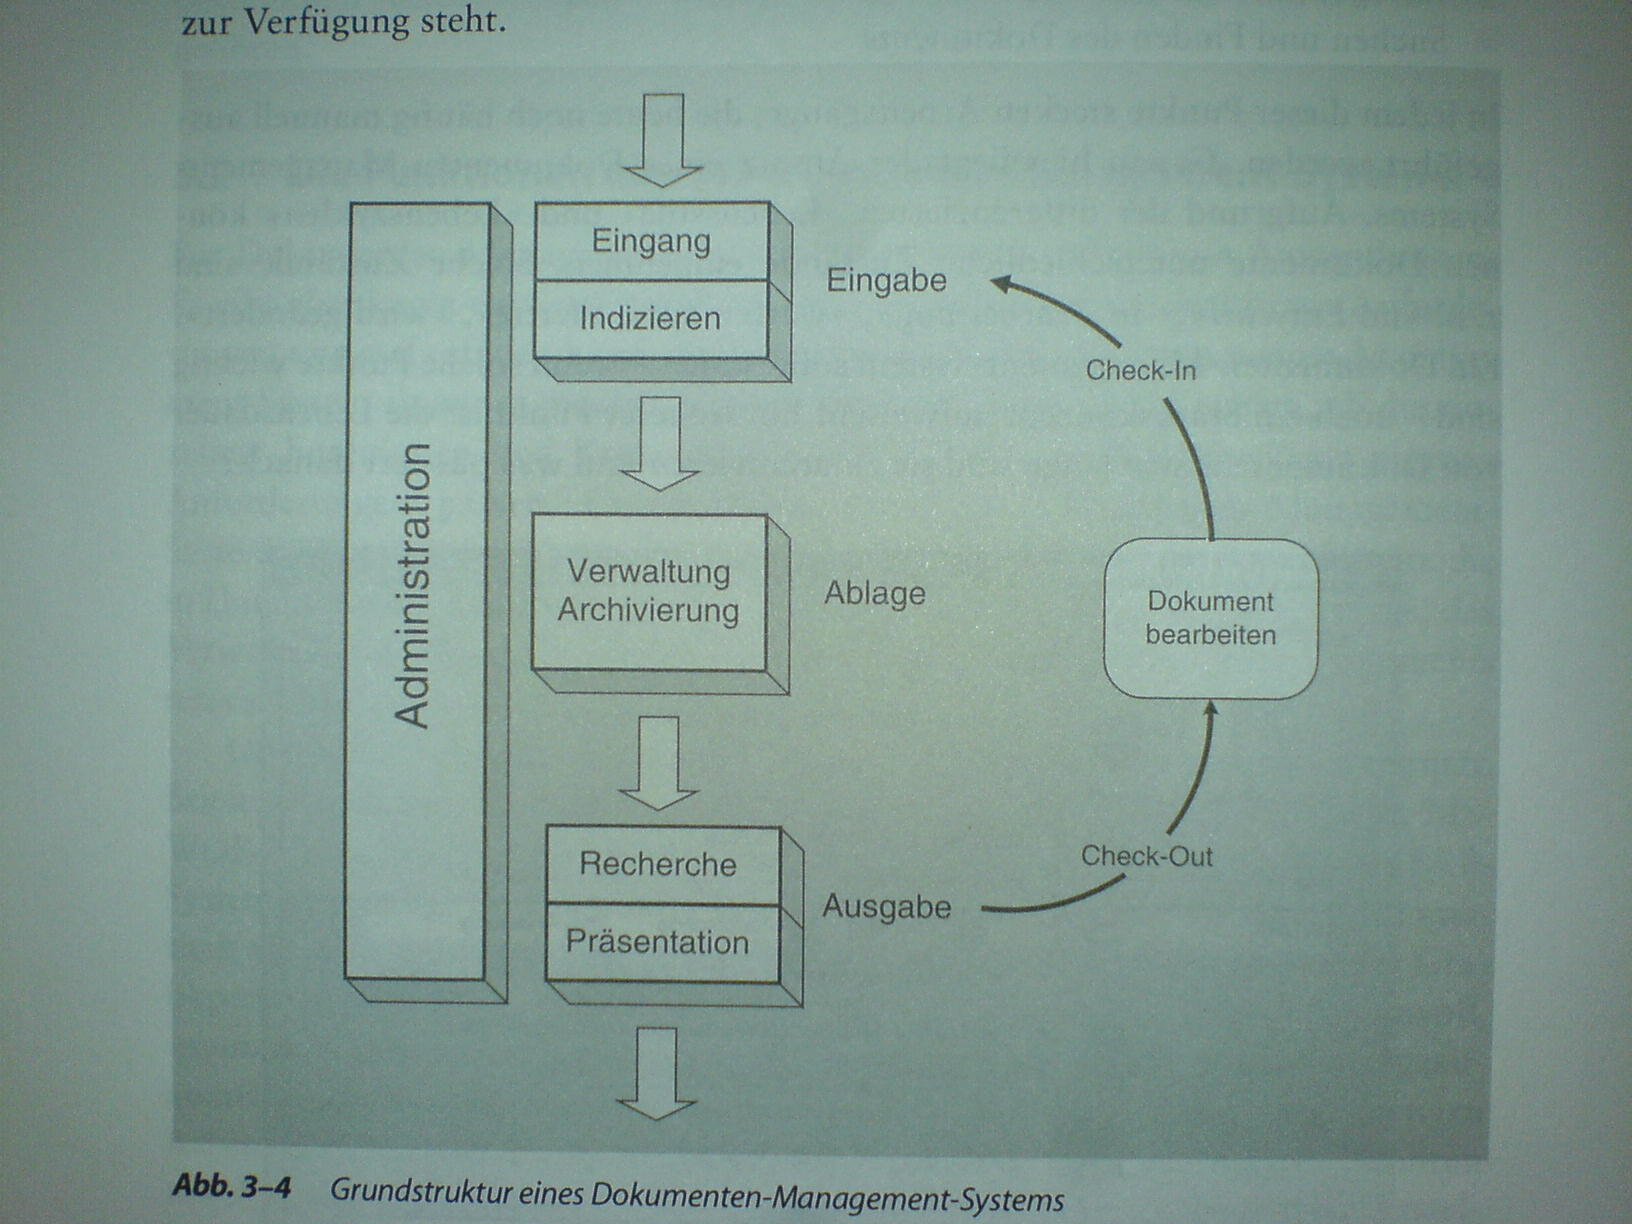 zur Verfügung steht.
Eingang
Indizieren
Eingabe
Check-In
Administration
Verwaltung
Archivierung
Ablage
Dokument
bearbeiten
Recherche
Präsentation
Ausgabe
Check-Out
Abb. 3–4 Grundstruktur eines Dokumenten-Management-Systems